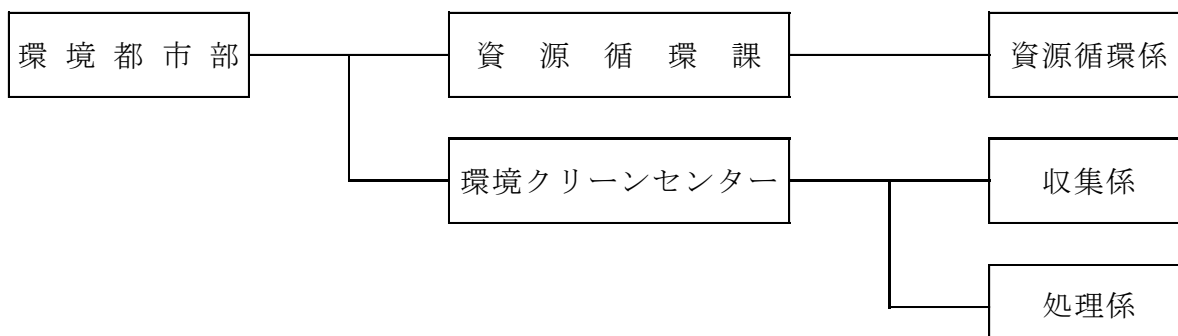 環境都市部
資源循環課
資源循環係
環境クリーンセンター
収集係
処理係